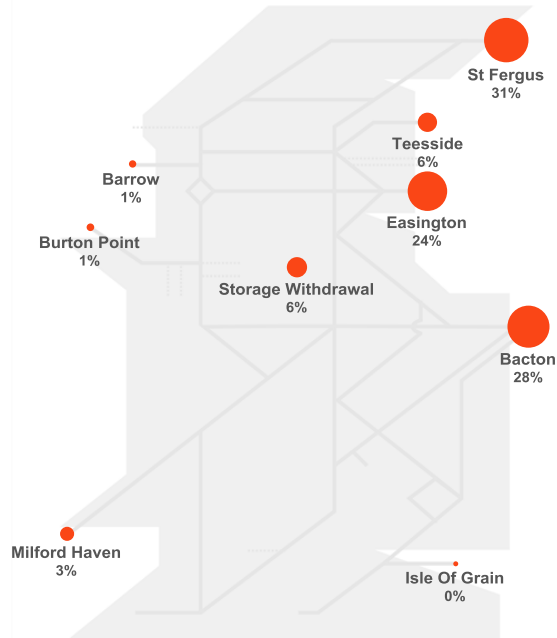 St Fergus
31%
Teesside
6%
Barrow
1%
Easington
24%
Burton Point
1%
Storage Withdrawal
6%
Bacton
28%
Milford Haven
3%
Isle Of Grain
0%